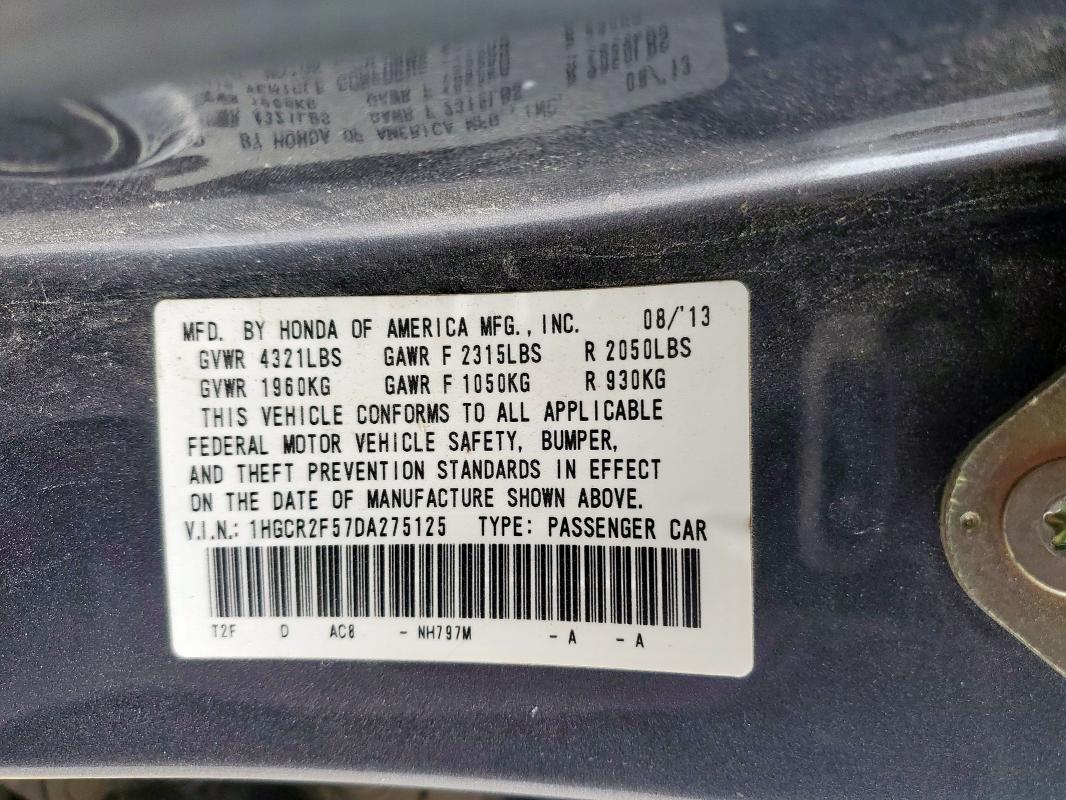 MFD. BY HONDA OF AMERICA MFG., INC. 08/'13
GVWR 4321LBS GAWR F 2315LBS R 2050LBS
GVWR 1960KG GAWR F 1050KG R 930KG
THIS VEHICLE CONFORMS TO ALL APPLICABLE
FEDERAL MOTOR VEHICLE SAFETY, BUMPER,
AND THEFT PREVENTION STANDARDS IN EFFECT
ON THE DATE OF MANUFACTURE SHOWN ABOVE.
V.I.N.: 1HGCR2F57DA275125 TYPE: PASSENGER CAR
T2F D AC8 - NH797M - A - A